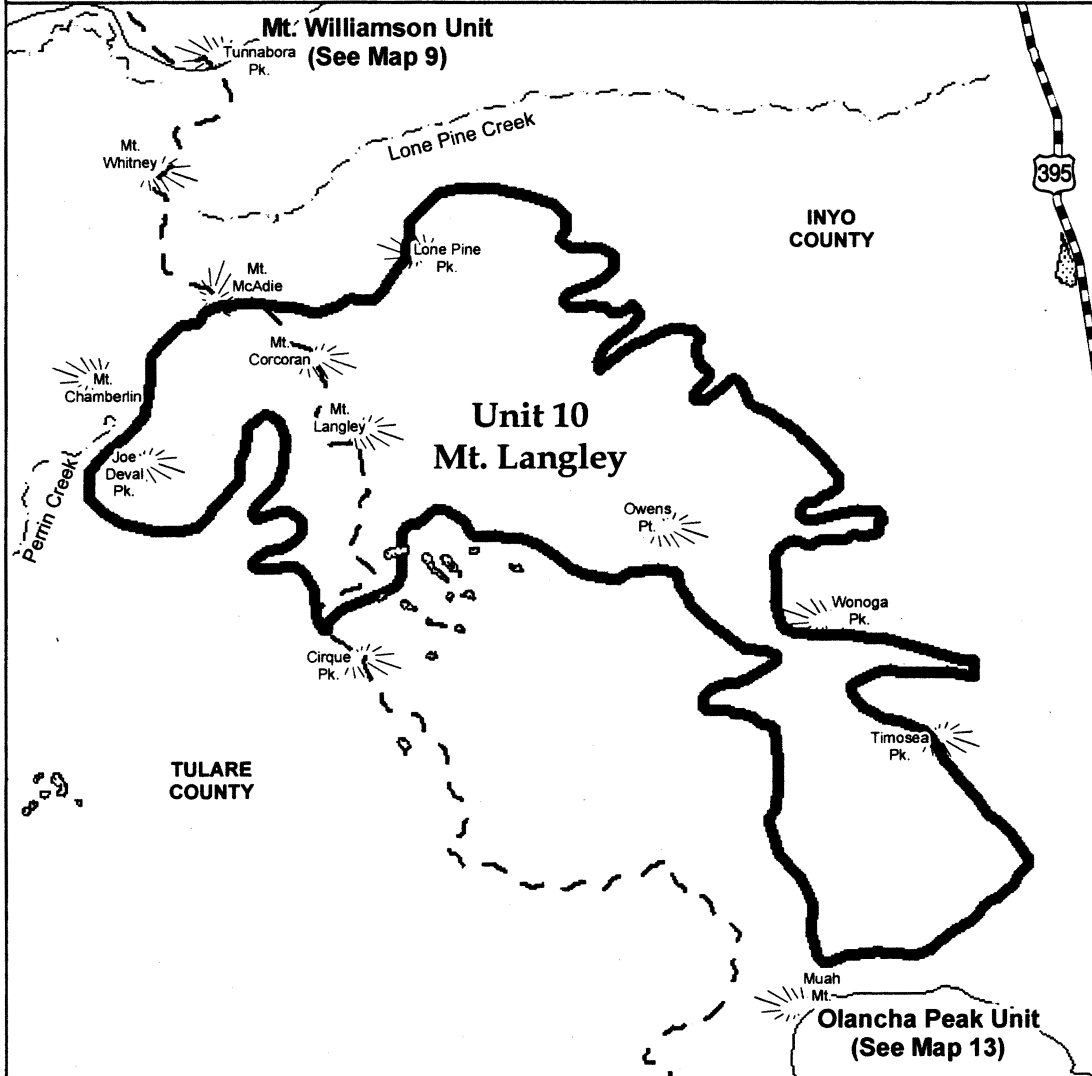 Mt. Williamson Unit
(See Map 9)
Tunnabora
Pk.
Mt.
Whitney
Lone Pine Creek
395
INYO
COUNTY
Lone Pine
Pk.
Mt.
McAdie
Mt.
Corcoran
Mt.
Chamberlin
Mt.
Langley
Unit 10
Mt. Langley
Joe
Deval
Pk.
Perrin Creek
Owens
Pt.
Wonoga
Pk.
Cirque
Pk.
Timosea
Pk.
TULARE
COUNTY
Muah
Mt.
Olancha Peak Unit
(See Map 13)